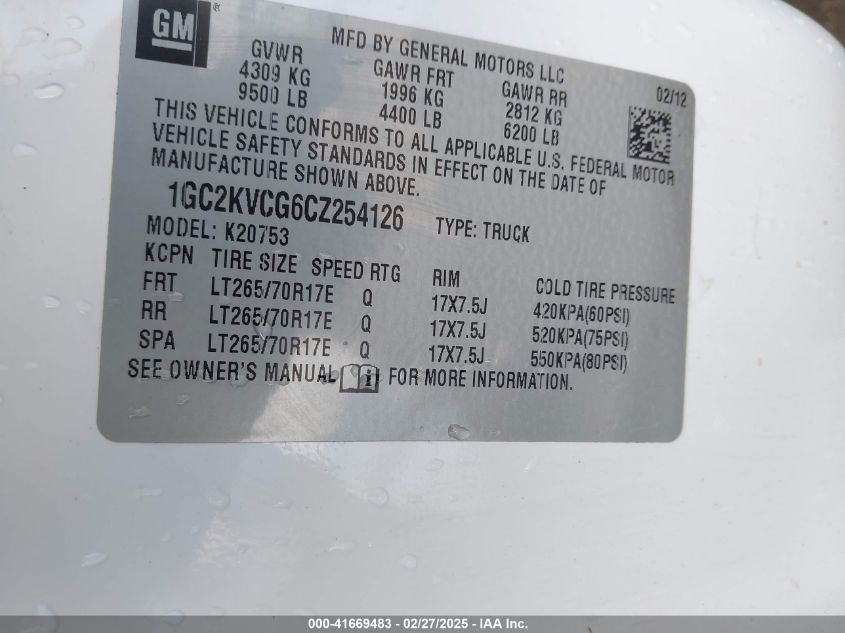 GM ®
MFD BY GENERAL MOTORS LLC 02/12
GVWR GAWR FRT GAWR RR
4309 KG 1996 KG 2812 KG
9500 LB 4400 LB 6200 LB
THIS VEHICLE CONFORMS TO ALL APPLICABLE U.S. FEDERAL MOTOR
VEHICLE SAFETY STANDARDS IN EFFECT ON THE DATE OF
MANUFACTURE SHOWN ABOVE.
1GC2KVCG6CZ254126 TYPE: TRUCK
MODEL: K20753
KCPN TIRE SIZE SPEED RTG RIM COLD TIRE PRESSURE
FRT LT265/70R17E Q 17X7.5J 420KPA(60PSI)
RR LT265/70R17E Q 17X7.5J 520KPA(75PSI)
SPA LT265/70R17E Q 17X7.5J 550KPA(80PSI)
SEE OWNER'S MANUAL i FOR MORE INFORMATION.
000-41669483 - 02/27/2025 - IAA Inc.